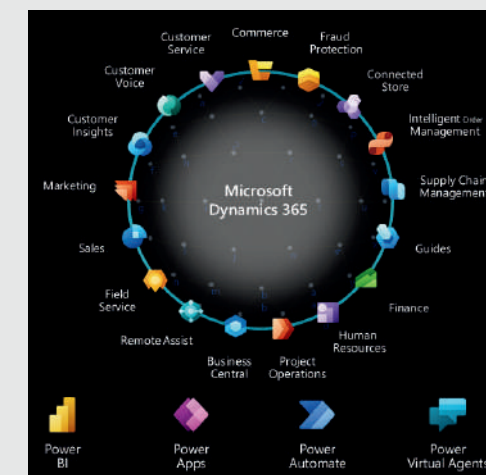 Commerce
Fraud
Protection
Connected
Store
Intelligent Order
Management
Supply Chain
Management
Guides
Finance
Human
Resources
Project
Operations
Business
Central
Remote Assist
Field
Service
Sales
Marketing
Customer
Insights
Customer
Voice
Customer
Service
Microsoft
Dynamics 365
Power
BI
Power
Apps
Power
Automate
Power
Virtual Agents